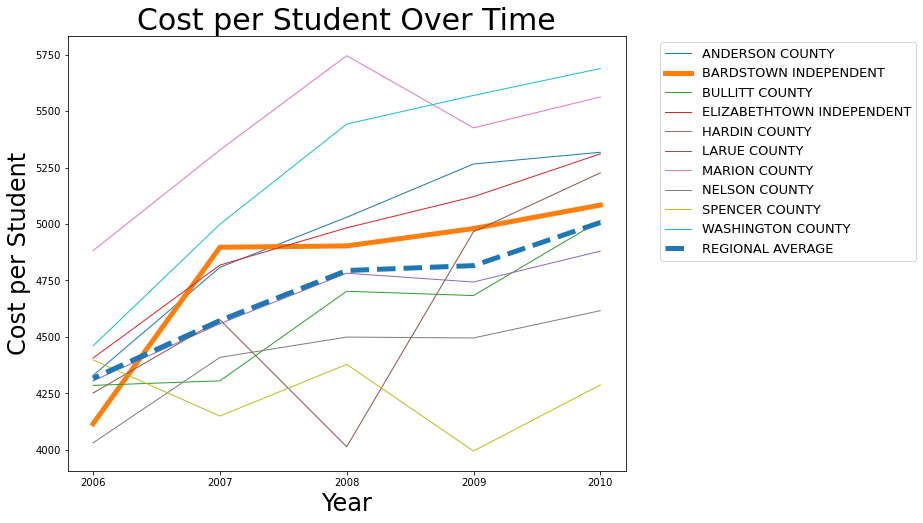 Cost per Student Over Time
Cost per Student
5750
5500
5250
5000
4750
4500
4250
4000
2006 2007 2008 2009 2010
Year
ANDERSON COUNTY
BARDSTOWN INDEPENDENT
BULLITT COUNTY
ELIZABETHTOWN INDEPENDENT
HARDIN COUNTY
LARUE COUNTY
MARION COUNTY
NELSON COUNTY
SPENCER COUNTY
WASHINGTON COUNTY
REGIONAL AVERAGE